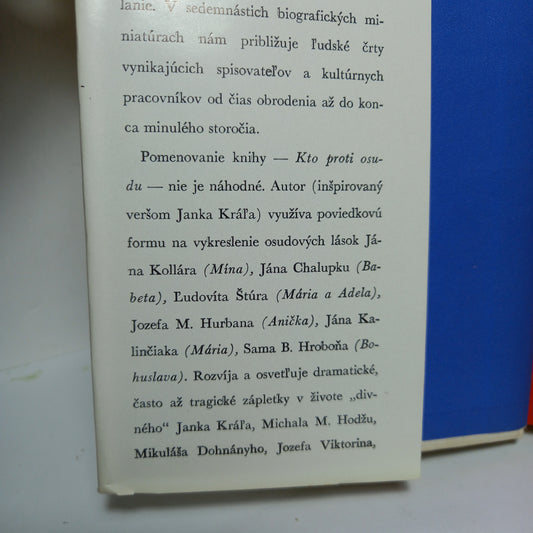 lanie. V sedemnástich biografických mi-
niatúrach nám približuje ľudské črty
vynikajúcich spisovateľov a kultúrnych
pracovníkov od čias obrodenia až do kon-
ca minulého storočia.
Pomenovanie knihy — Kto proti osu-
du — nie je náhodné. Autor (inšpirovaný
veršom Janka Kráľa) využíva poviedkovú
formu na vykreslenie osudových lások Já-
na Kollára (Mína), Jána Chalupku (Ba-
beta), Ľudovíta Štúra (Mária a Adela),
Jozefa M. Hurbana (Anička), Jána Ka-
linčiaka (Mária), Sama B. Hroboňa (Bo-
huslava). Rozvíja a osvetľuje dramatické,
často až tragické zápletky v živote „div-
ného“ Janka Kráľa, Michala M. Hodžu,
Mikuláša Dohnányho, Jozefa Viktorina,